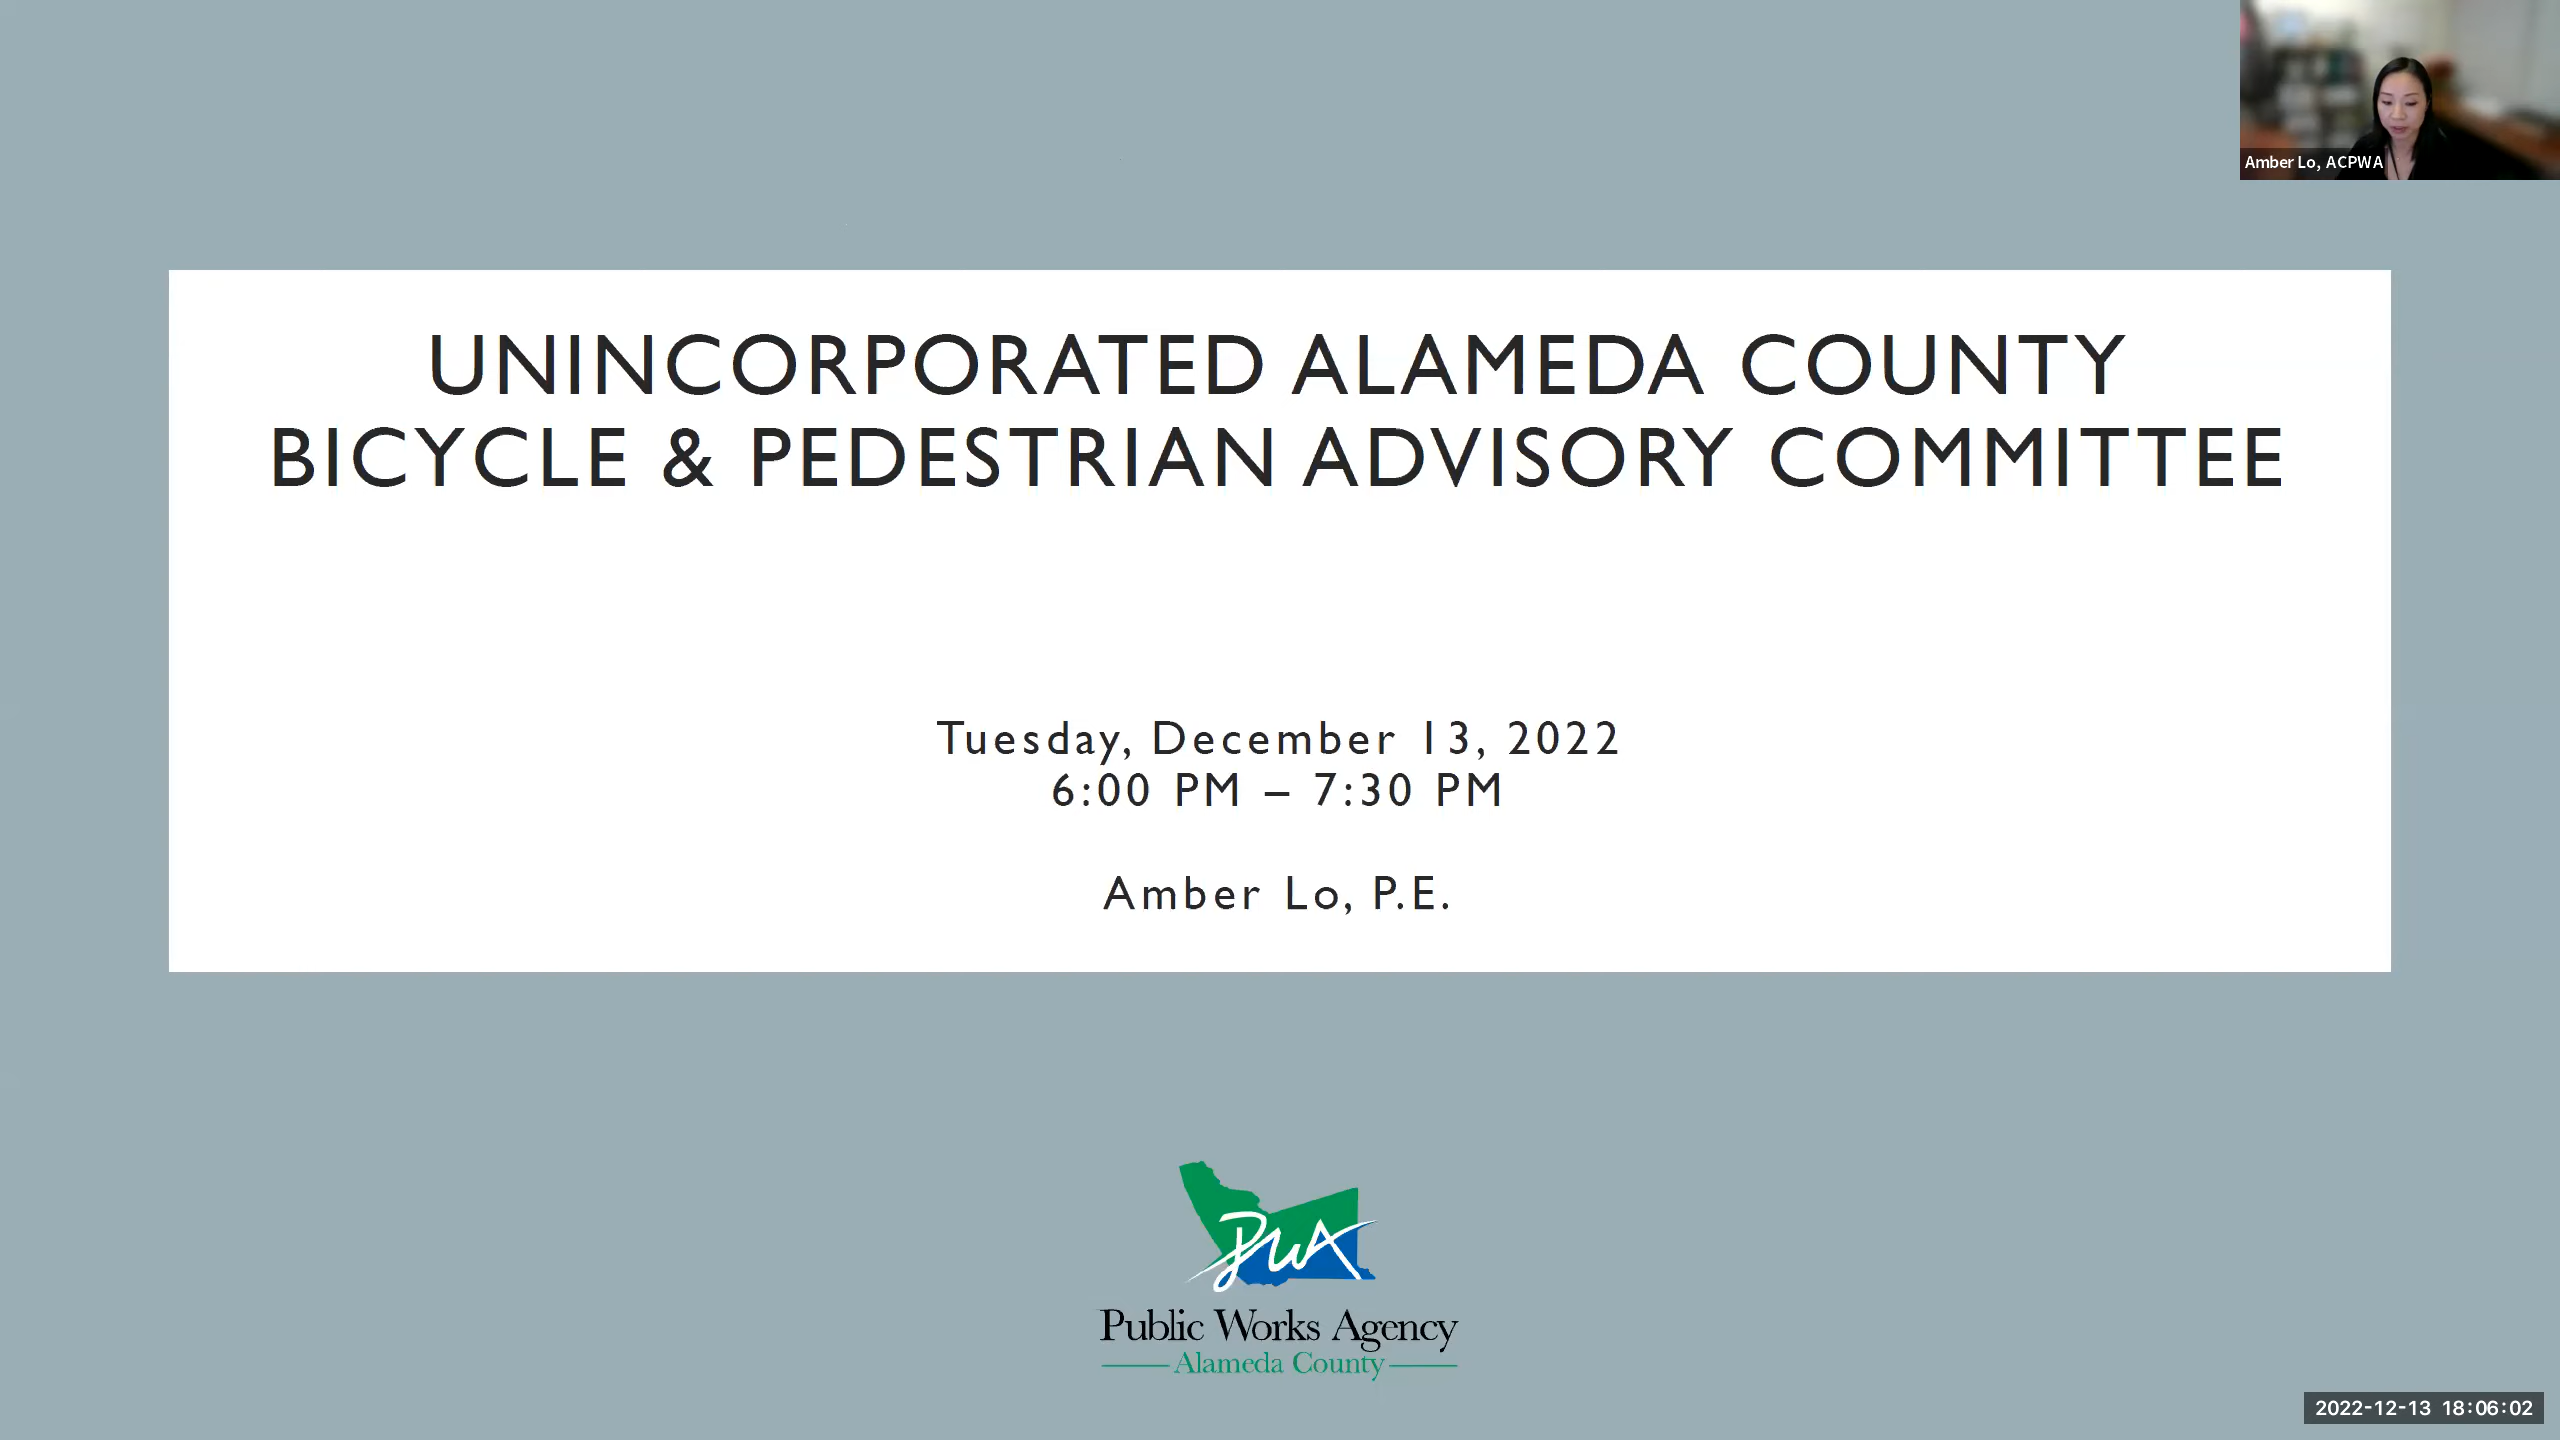 Amber Lo, ACPWA
UNINCORPORATED ALAMEDA COUNTY
BICYCLE & PEDESTRIAN ADVISORY COMMITTEE
Tuesday, December 13, 2022
6:00 PM – 7:30 PM
Amber Lo, P.E.
PWA
Public Works Agency
Alameda County
2022-12-13 18:06:02